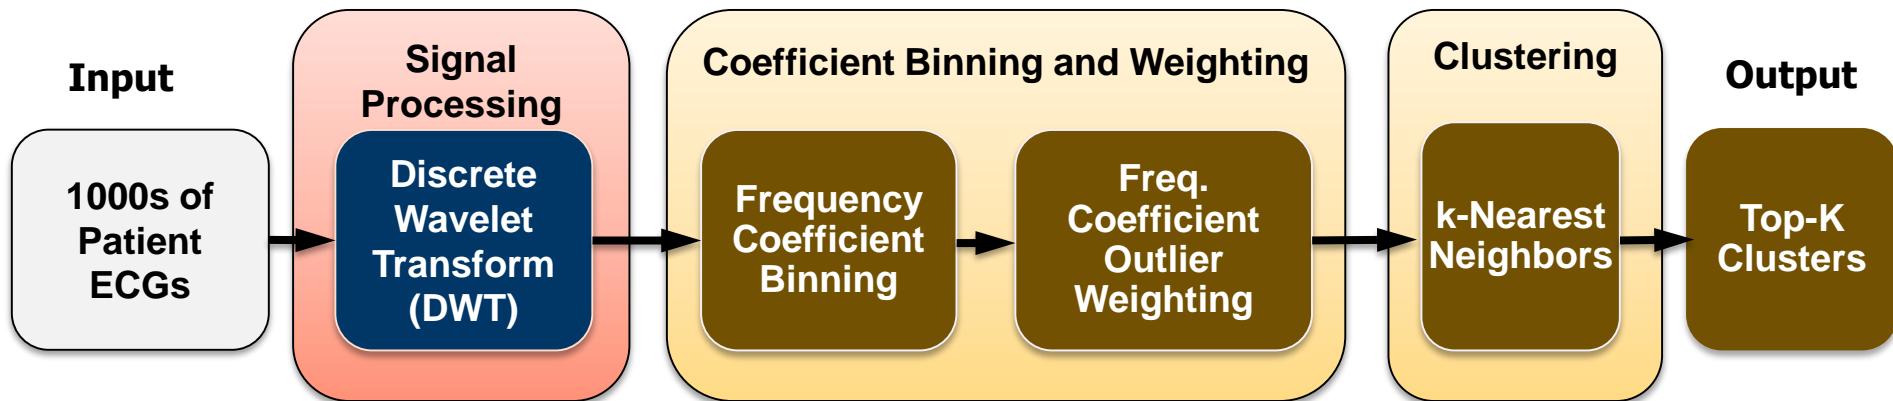 Input
1000s of
Patient
ECGs
Signal
Processing
Discrete
Wavelet
Transform
(DWT)
Coefficient Binning and Weighting
Frequency
Coefficient
Binning
Freq.
Coefficient
Outlier
Weighting
Clustering
k-Nearest
Neighbors
Output
Top-K
Clusters